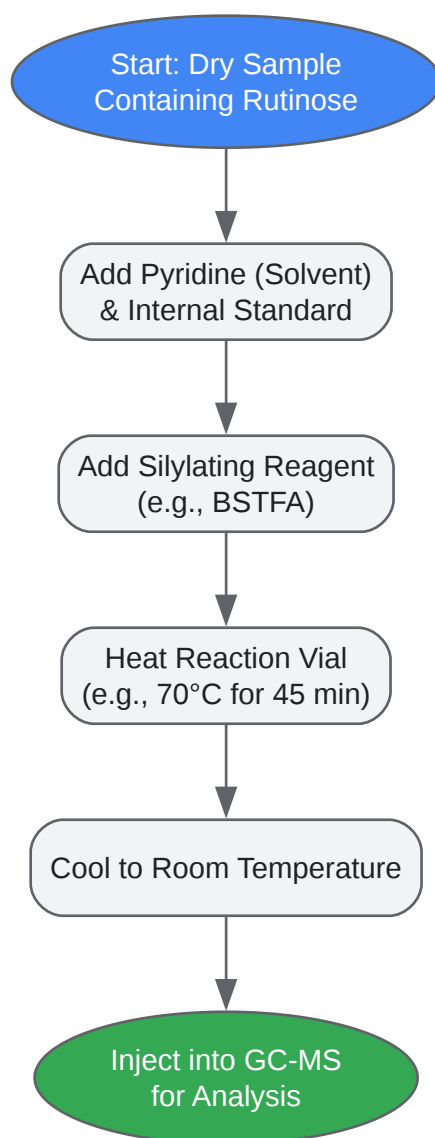 Start: Dry Sample
Containing Rutinose
Add Pyridine (Solvent)
& Internal Standard
Add Silylating Reagent
(e.g., BSTFA)
Heat Reaction Vial
(e.g., 70°C for 45 min)
Cool to Room Temperature
Inject into GC-MS
for Analysis